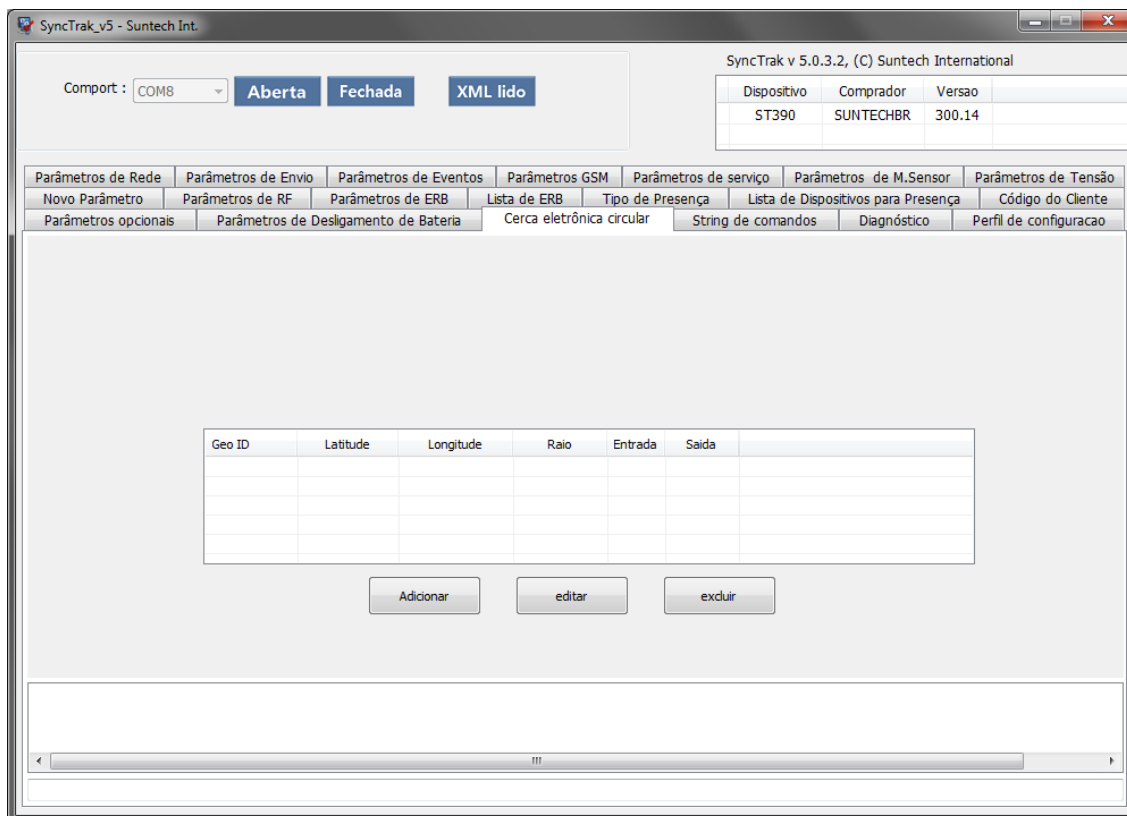 SyncTrak_v5 - Suntech Int.
SyncTrak v 5.0.3.2, (C) Suntech International
Comport : COM8 Aberta Fechada XML lido
Dispositivo Comprador Versao
ST390 SUNTECHBR 300.14
Parâmetros de Rede Parâmetros de Envio Parâmetros de Eventos Parâmetros GSM Parâmetros de serviço Parâmetros de M.Sensor Parâmetros de Tensão
Novo Parâmetro Parâmetros de RF Parâmetros de ERB Lista de ERB Tipo de Presença Lista de Dispositivos para Presença Código do Cliente
Parâmetros opcionais Parâmetros de Desligamento de Bateria Cerca eletrônica circular String de comandos Diagnóstico Perfil de configuracao
Geo ID Latitude Longitude Raio Entrada Saida
Adicionar editar excluir